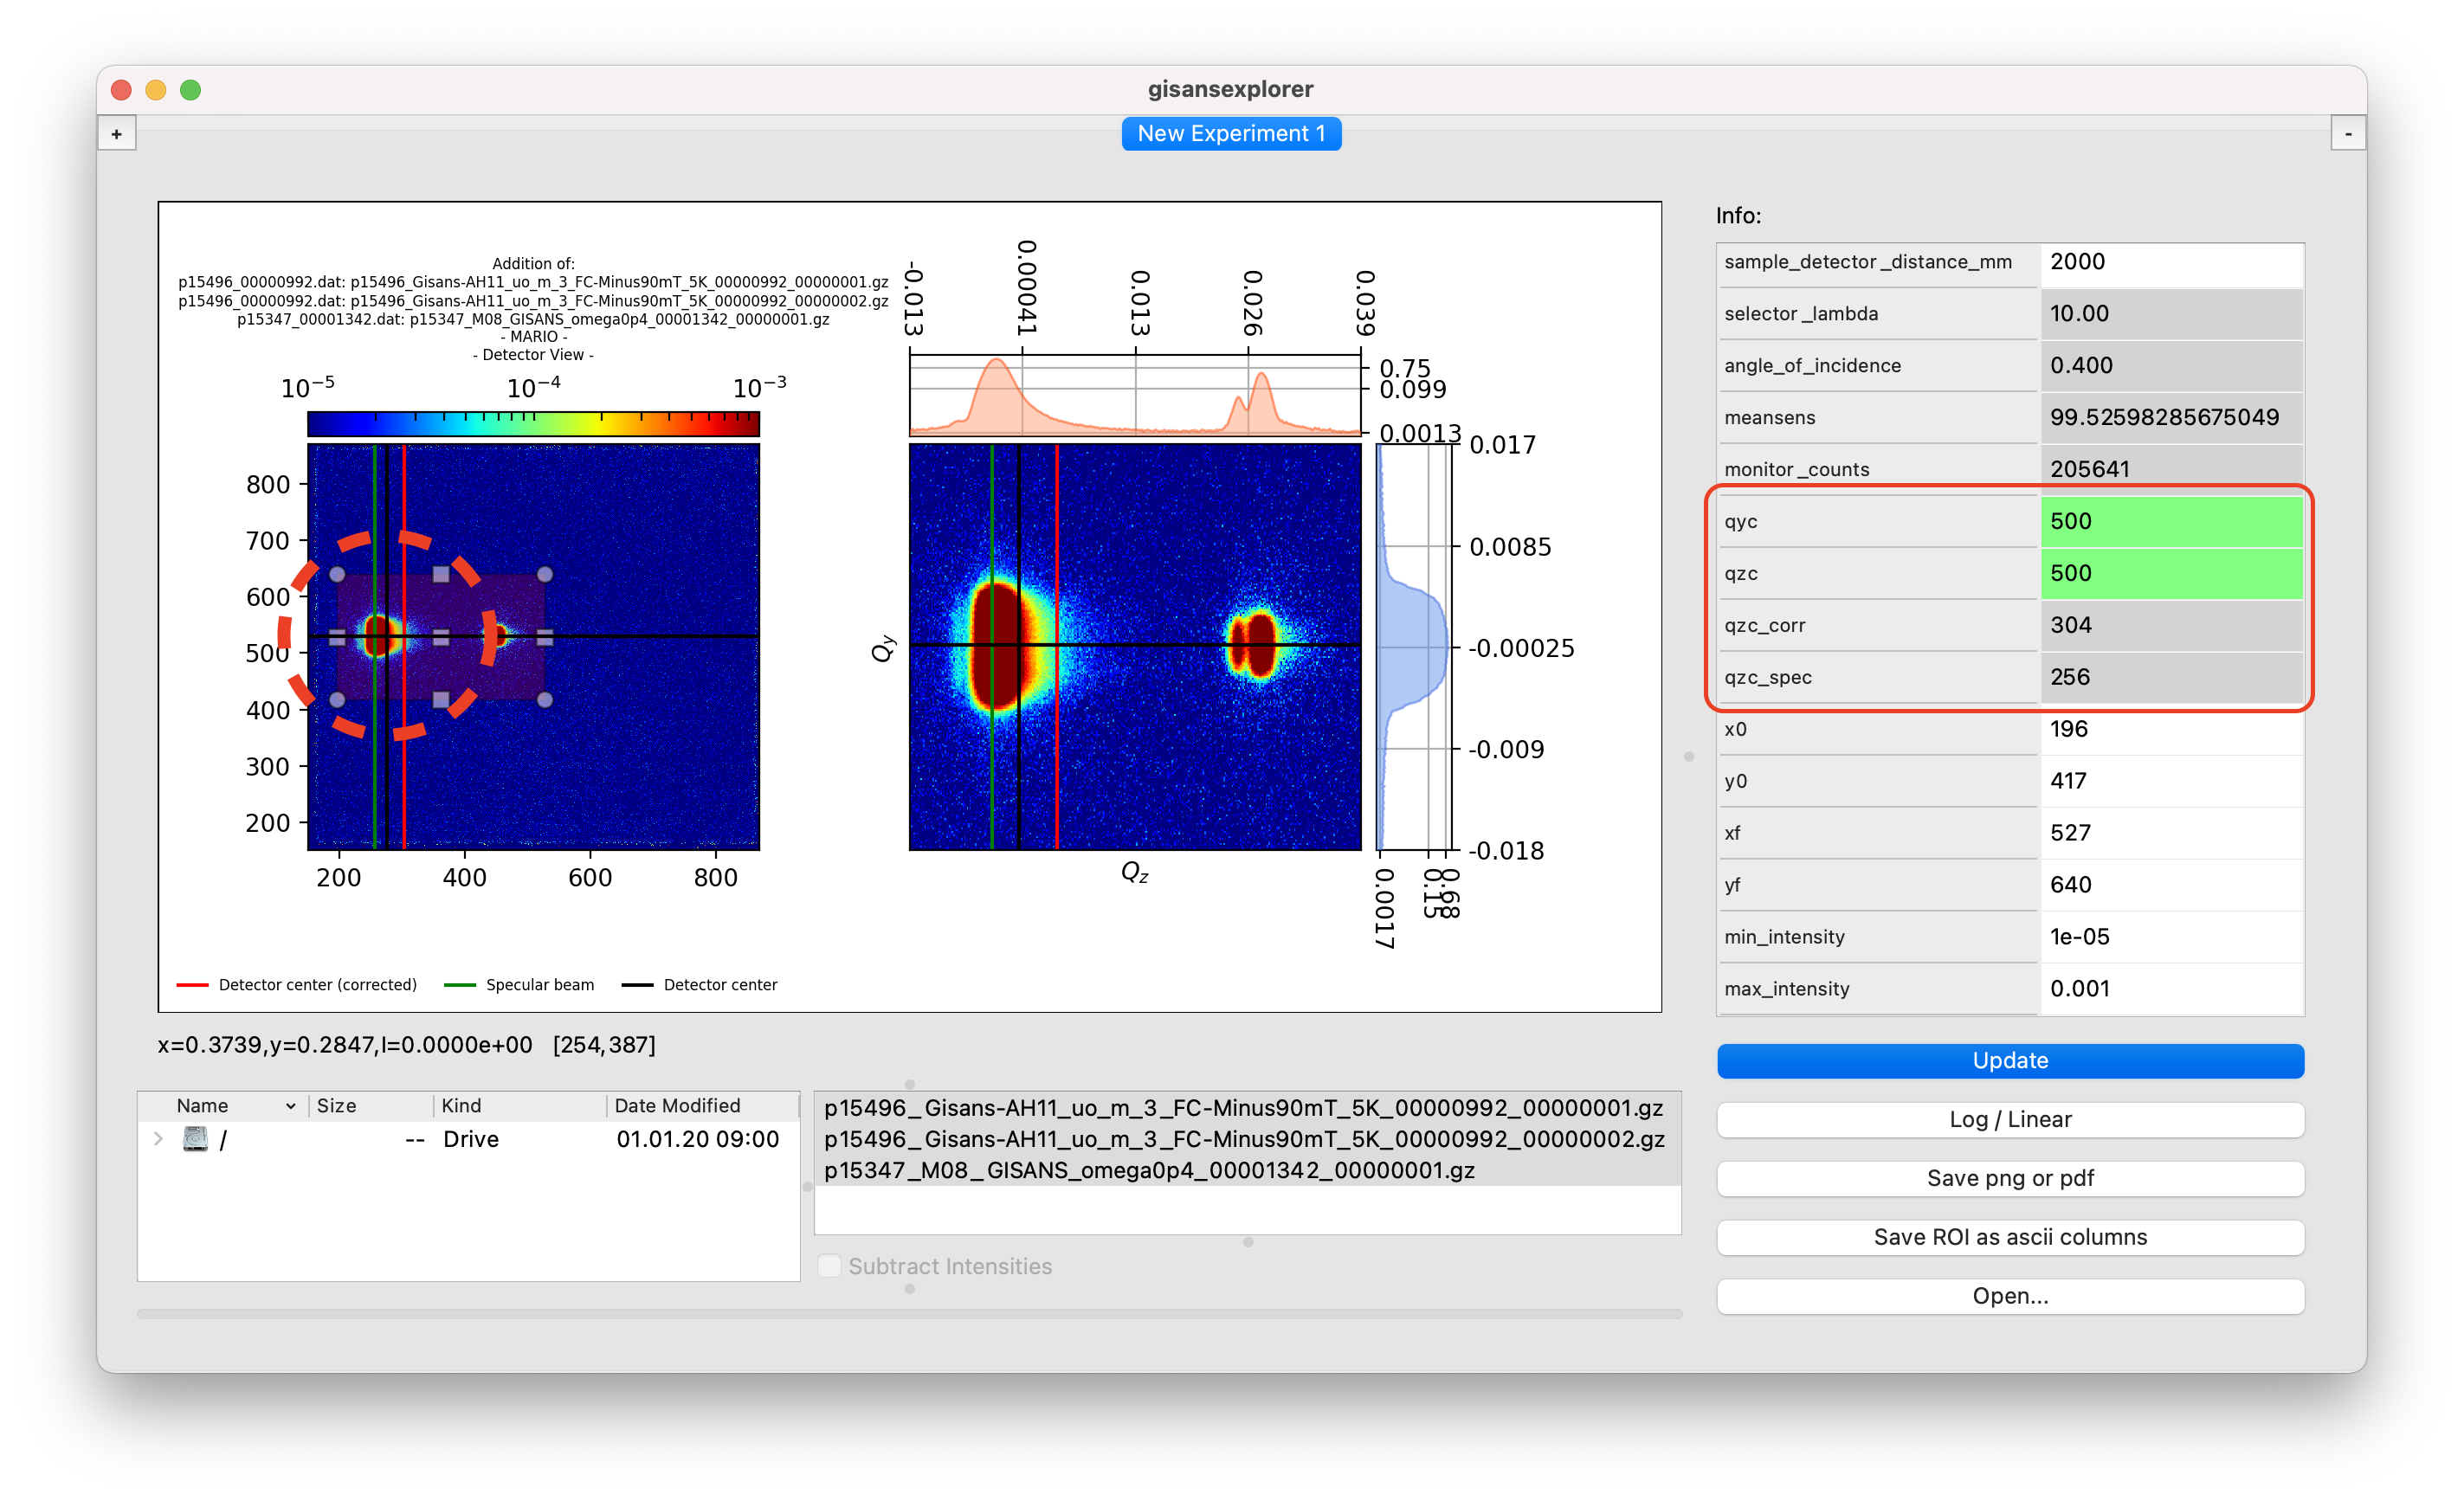 gisansexplorer
+
New Experiment 1
-
Addition of:
p15496_00000992.dat: p15496_Gisans-AH11_uo_m_3_FC-Minus90mT_5K_00000992_00000001.gz
p15496_00000992.dat: p15496_Gisans-AH11_uo_m_3_FC-Minus90mT_5K_00000992_00000002.gz
p15347_00001342.dat: p15347_M08_GISANS_omega0p4_00001342_00000001.gz
- MARIO -
- Detector View -
10⁻⁵ 10⁻⁴ 10⁻³
800
700
600
500
400
300
200
200 400 600 800
-0.013 0.00041 0.013 0.026 0.039
0.75
0.099
0.0013
0.017
0.0085
-0.00025
-0.009
-0.018
Qy
Qz
0.0017 0.15 0.68
Detector center (corrected) Specular beam Detector center
x=0.3739,y=0.2847,I=0.0000e+00 [254,387]
Name Size Kind Date Modified
/ -- Drive 01.01.20 09:00
p15496_Gisans-AH11_uo_m_3_FC-Minus90mT_5K_00000992_00000001.gz
p15496_Gisans-AH11_uo_m_3_FC-Minus90mT_5K_00000992_00000002.gz
p15347_M08_GISANS_omega0p4_00001342_00000001.gz
Subtract Intensities
Info:
sample_detector_distance_mm 2000
selector_lambda 10.00
angle_of_incidence 0.400
meansens 99.52598285675049
monitor_counts 205641
qyc 500
qzc 500
qzc_corr 304
qzc_spec 256
x0 196
y0 417
xf 527
yf 640
min_intensity 1e-05
max_intensity 0.001
Update
Log / Linear
Save png or pdf
Save ROI as ascii columns
Open...